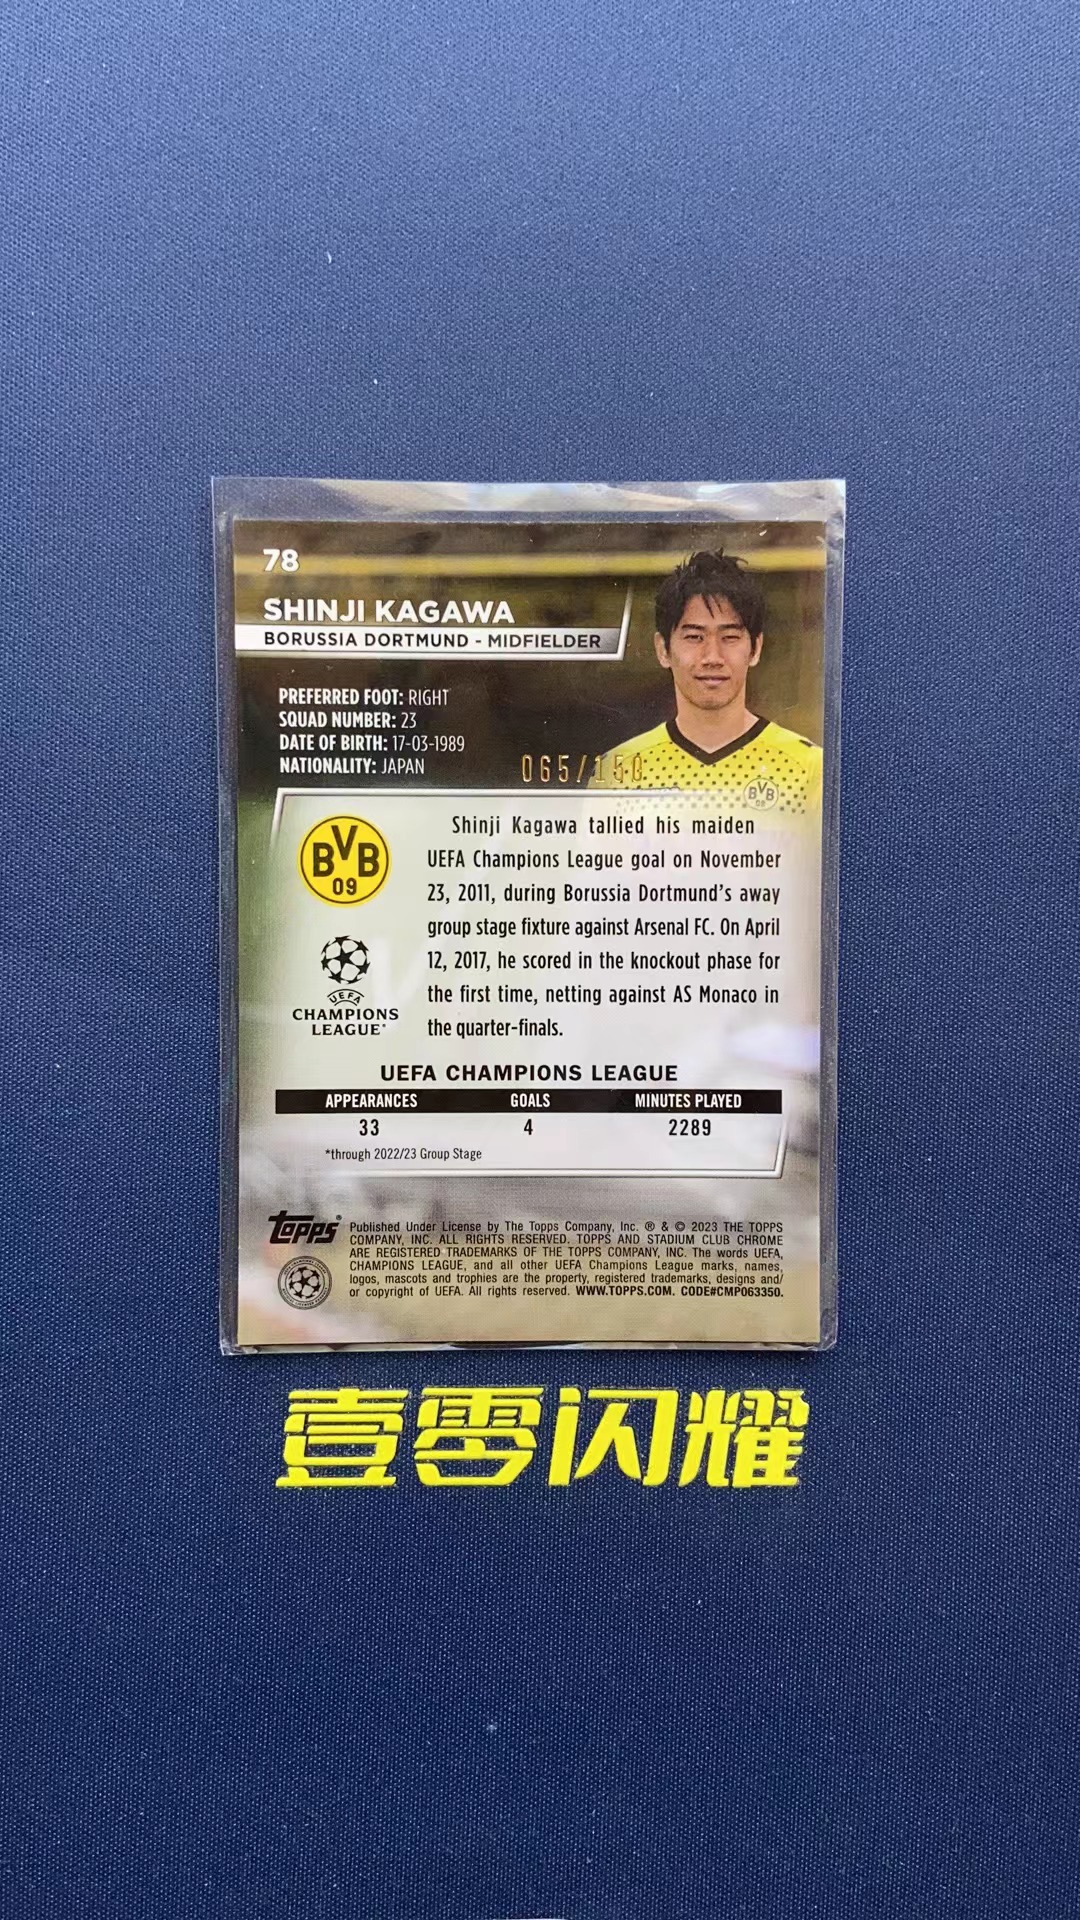 78
SHINJI KAGAWA
BORUSSIA DORTMUND - MIDFIELDER
PREFERRED FOOT: RIGHT
SQUAD NUMBER: 23
DATE OF BIRTH: 17-03-1989
NATIONALITY: JAPAN
065/150
BVB
09
BVB
09
Shinji Kagawa tallied his maiden
UEFA Champions League goal on November
23, 2011, during Borussia Dortmund's away
group stage fixture against Arsenal FC. On April
12, 2017, he scored in the knockout phase for
the first time, netting against AS Monaco in
the quarter-finals.
UEFA
CHAMPIONS
LEAGUE®
UEFA CHAMPIONS LEAGUE
APPEARANCES GOALS MINUTES PLAYED
33 4 2289
*through 2022/23 Group Stage
topps®
Published Under License by The Topps Company, Inc. ® & © 2023 THE TOPPS
COMPANY, INC. ALL RIGHTS RESERVED. TOPPS AND STADIUM CLUB CHROME
ARE REGISTERED TRADEMARKS OF THE TOPPS COMPANY, INC. The words UEFA,
CHAMPIONS LEAGUE, and all other UEFA Champions League marks, names,
logos, mascots and trophies are the property, registered trademarks, designs and/
or copyright of UEFA. All rights reserved. WWW.TOPPS.COM. CODE#CMP063350.
壹零闪耀